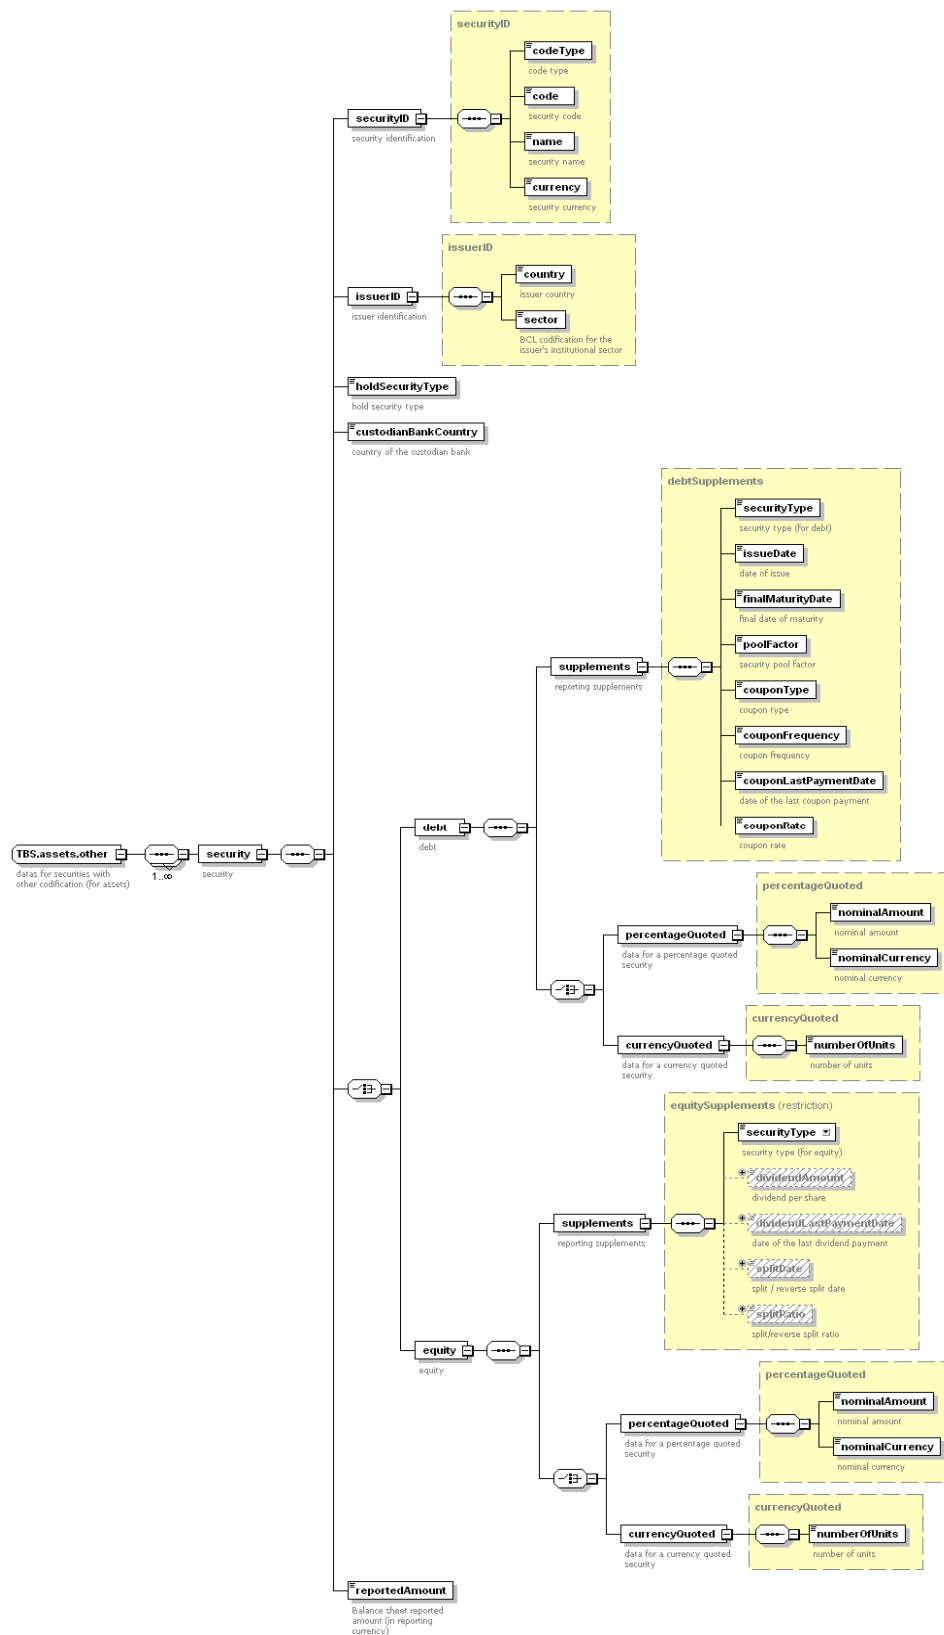 securityID
codeType
code type
code
security code
securityID
security identification
name
security name
currency
security currency
issuerID
country
issuer country
issuerID
issuer identification
sector
BCL codification for the
issuer's institutional sector
holdSecurityType
hold security type
custodianBankCountry
country of the custodian bank
debtSupplements
securityType
security type (for debt)
issueDate
date of issue
finalMaturityDate
final date of maturity
poolFactor
security pool factor
supplements
reporting supplements
couponType
coupon type
couponFrequency
coupon frequency
couponLastPaymentDate
date of the last coupon payment
couponRate
coupon rate
debt
debt
TBS.assets.other
datas for securities with
other codification (for assets)
1..∞
security
security
percentageQuoted
nominalAmount
nominal amount
percentageQuoted
data for a percentage quoted
security
nominalCurrency
nominal currency
currencyQuoted
currencyQuoted
data for a currency quoted
security
numberOfUnits
number of units
equitySupplements (restriction)
securityType
security type (for equity)
dividendAmount
dividend per share
supplements
reporting supplements
dividendLastPaymentDate
date of the last dividend payment
splitDate
split / reverse split date
splitRatio
split/reverse split ratio
equity
equity
percentageQuoted
nominalAmount
nominal amount
percentageQuoted
data for a percentage quoted
security
nominalCurrency
nominal currency
currencyQuoted
currencyQuoted
data for a currency quoted
security
numberOfUnits
number of units
reportedAmount
Balance sheet reported
amount (in reporting
currency)